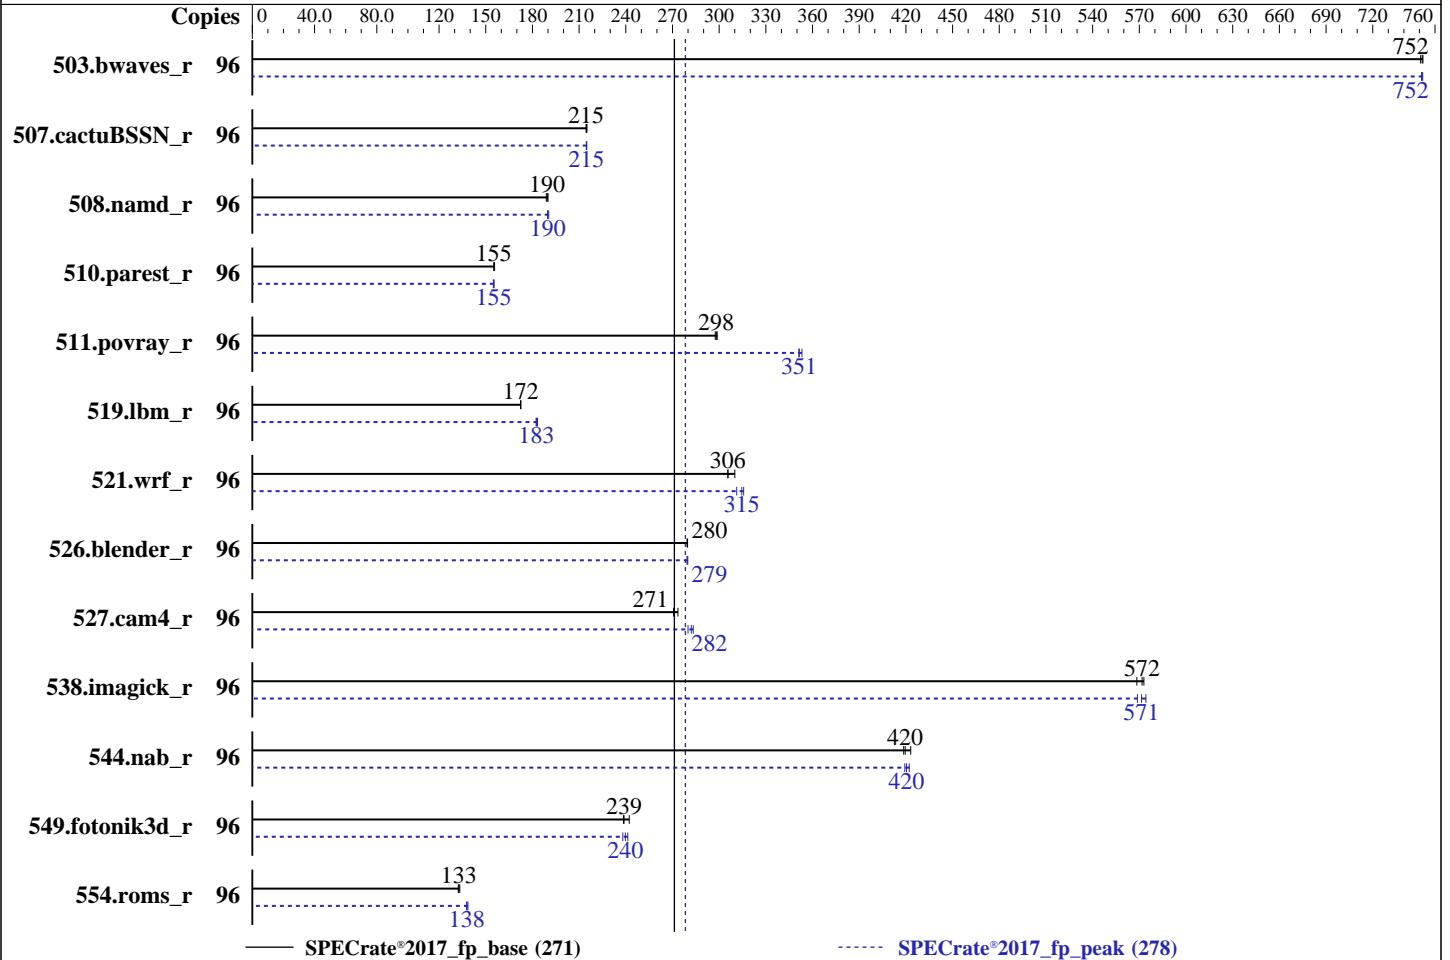 Copies 0 40.0 80.0 120 150 180 210 240 270 300 330 360 390 420 450 480 510 540 570 600 630 660 690 720 760
503.bwaves_r 96 752
752
507.cactuBSSN_r 96 215
215
508.namd_r 96 190
190
510.parest_r 96 155
155
511.povray_r 96 298
351
519.lbm_r 96 172
183
521.wrf_r 96 306
315
526.blender_r 96 280
279
527.cam4_r 96 271
282
538.imagick_r 96 572
571
544.nab_r 96 420
420
549.fotonik3d_r 96 239
240
554.roms_r 96 133
138
SPECrate®2017_fp_base (271) SPECrate®2017_fp_peak (278)